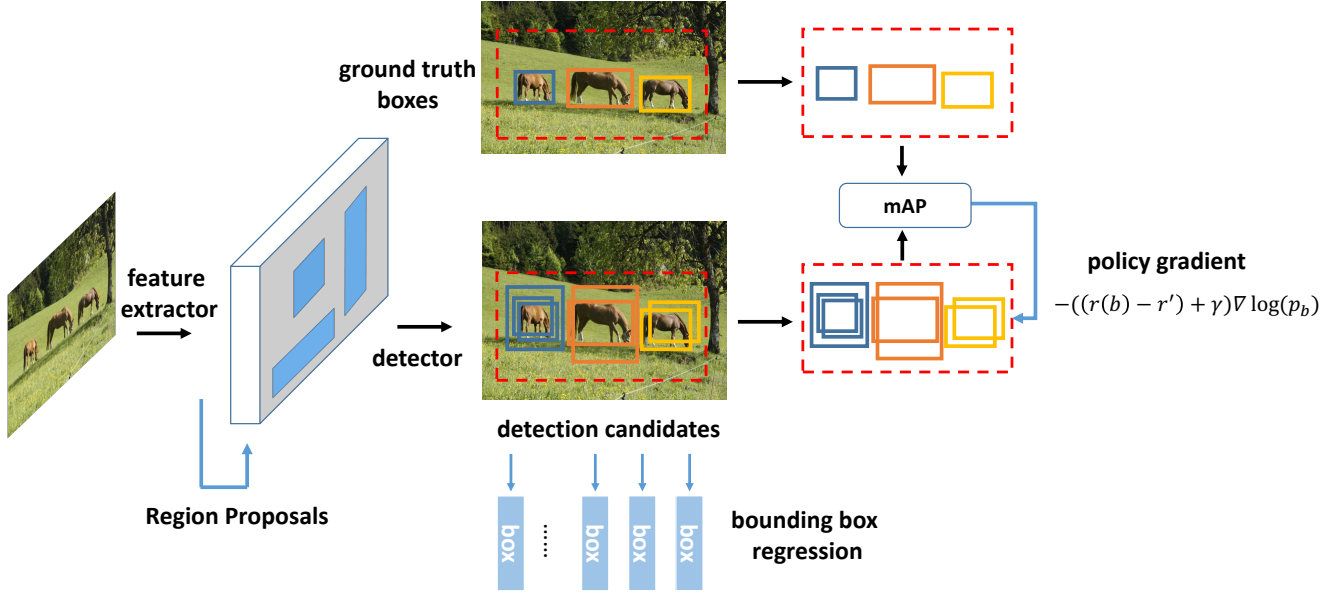 ground truth
boxes
mAP
feature
extractor
policy gradient
−((r(b) − r′) + γ)∇ log(p_b)
detector
detection candidates
Region Proposals
box
......
box
box
box
bounding box
regression